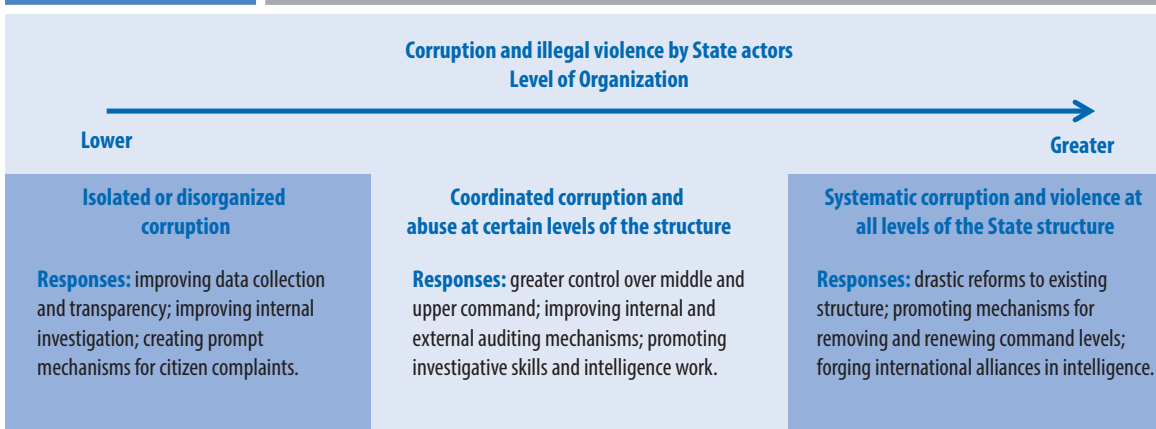 Corruption and illegal violence by State actors
Level of Organization
Lower
Greater
Isolated or disorganized
corruption
Responses: improving data collection
and transparency; improving internal
investigation; creating prompt
mechanisms for citizen complaints.
Coordinated corruption and
abuse at certain levels of the structure
Responses: greater control over middle and
upper command; improving internal and
external auditing mechanisms; promoting
investigative skills and intelligence work.
Systematic corruption and violence at
all levels of the State structure
Responses: drastic reforms to existing
structure; promoting mechanisms for
removing and renewing command levels;
forging international alliances in intelligence.